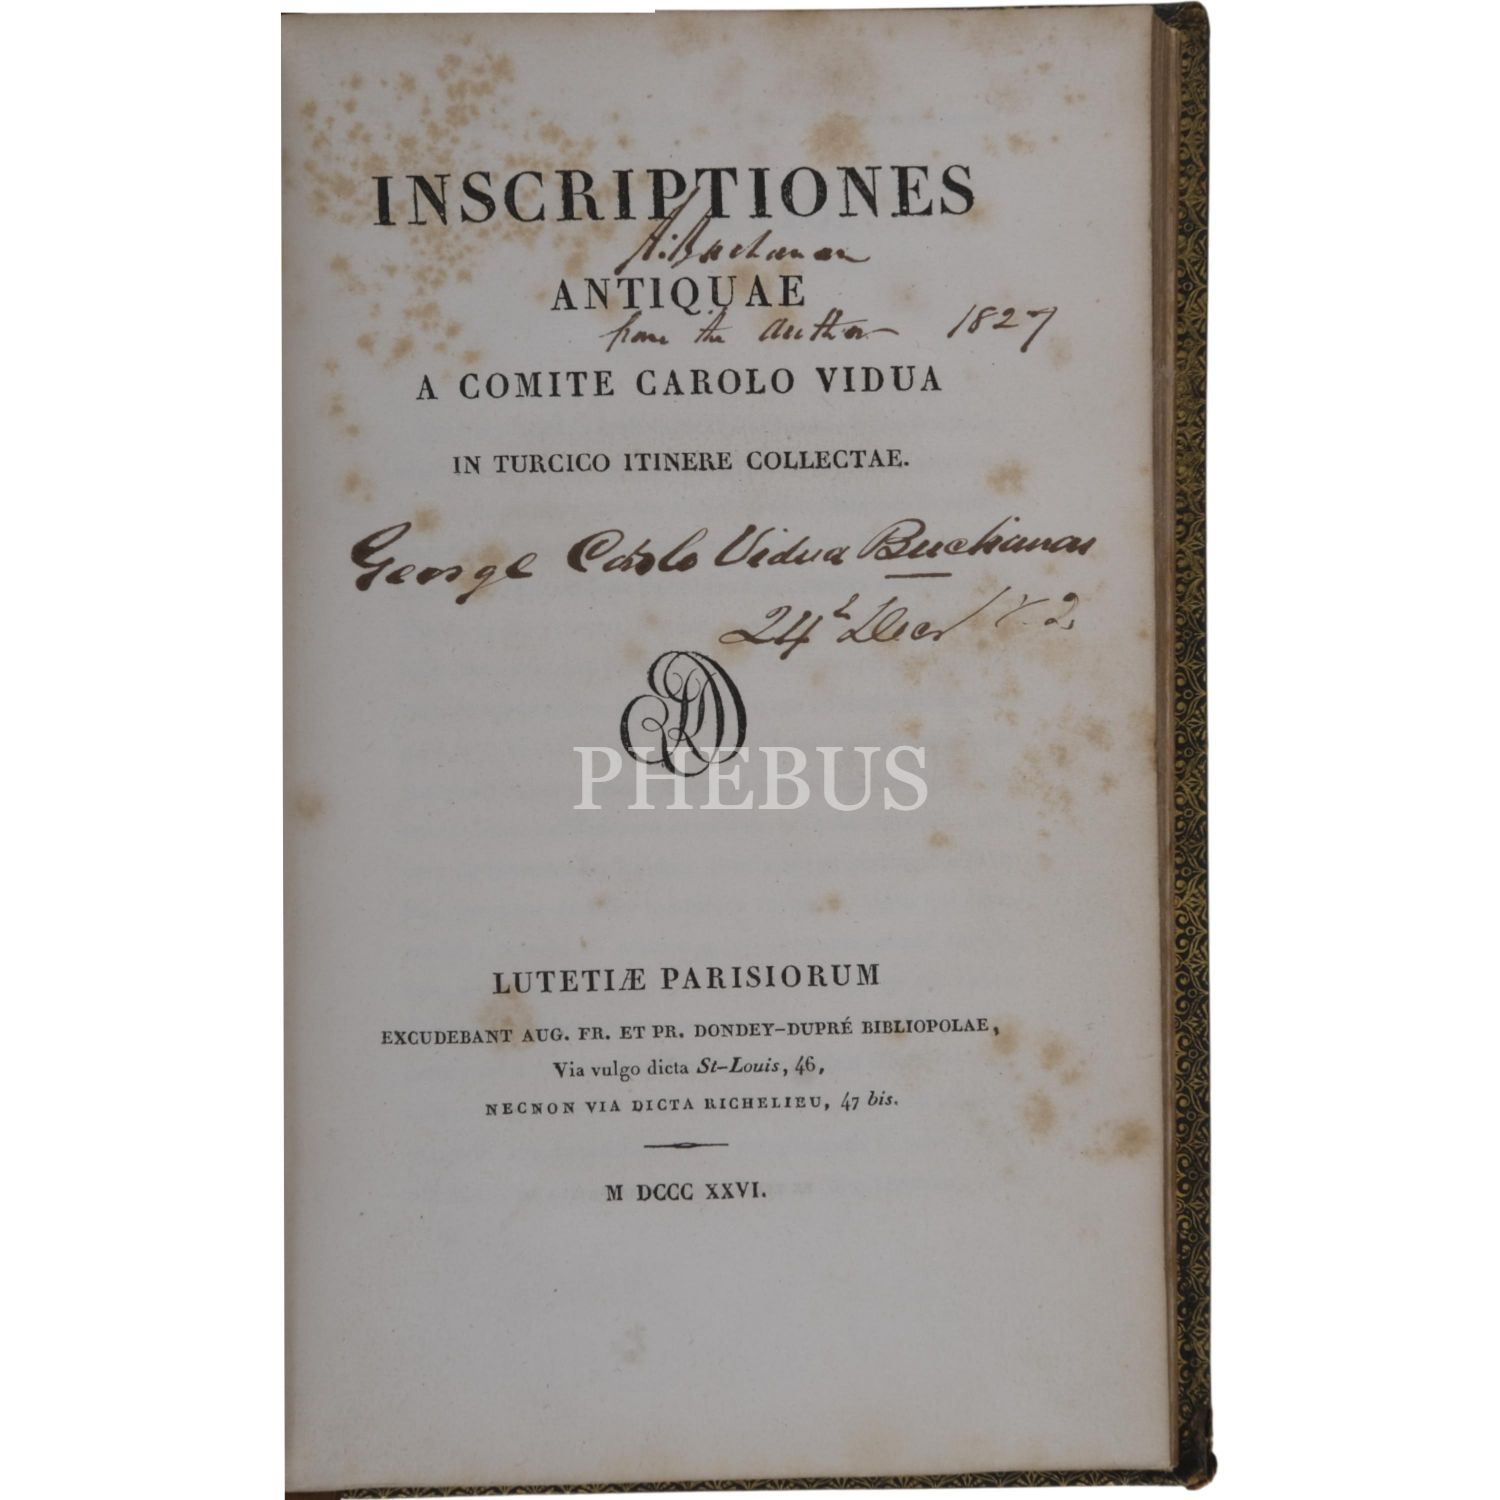 INSCRIPTIONES
A. Buchanan
ANTIQUAE
from the author 1827
A COMITE CAROLO VIDUA
IN TURCICO ITINERE COLLECTAE.
George Carlo Vidua Buchanan
24th Decr
PHEBUS
LUTETIÆ PARISIORUM
EXCUDEBANT AUG. FR. ET PR. DONDEY-DUPRÉ BIBLIOPOLAE,
Via vulgo dicta St-Louis, 46,
NECNON VIA DICTA RICHELIEU, 47 bis.
M DCCC XXVI.